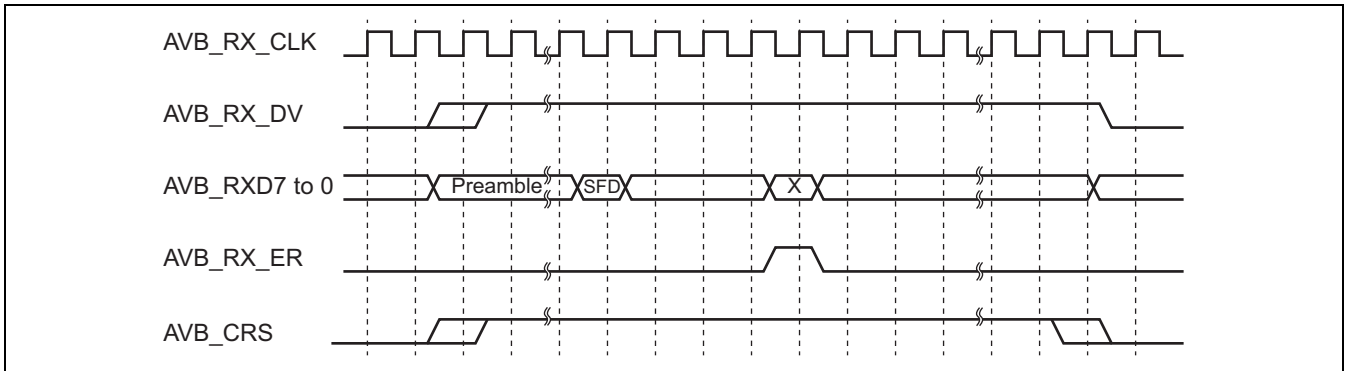 AVB_RX_CLK
AVB_RX_DV
AVB_RXD7 to 0
Preamble
SFD
X
AVB_RX_ER
AVB_CRS